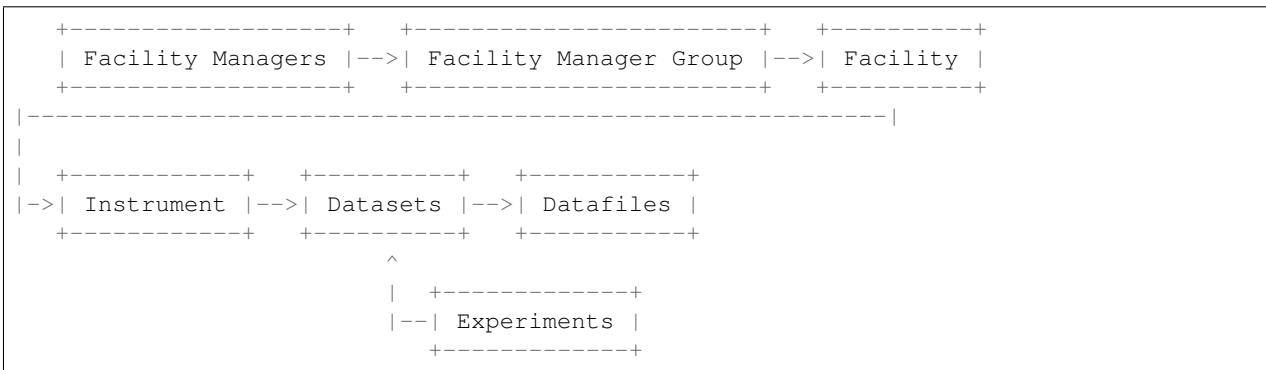 +-------------------+   +------------------------+   +----------+
| Facility Managers |-->| Facility Manager Group |-->| Facility |
+-------------------+   +------------------------+   +----------+
|------------------------------------------------------------|
|
|  +------------+   +----------+   +-----------+
|->| Instrument |-->| Datasets |-->| Datafiles |
+------------+   +----------+   +-----------+
^
|  +-------------+
|--| Experiments |
+-------------+